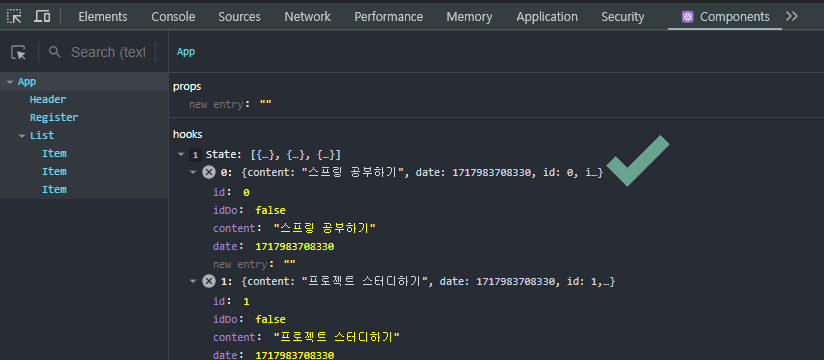 Elements Console Sources Network Performance Memory Application Security Components
Search (text
App
App
props
Header
new entry: ""
Register
List
hooks
Item
1 State: [{…}, {…}, {…}]
Item
0: {content: "스프링 공부하기", date: 1717983708330, id: 0, i…}
Item
id: 0
idDo: false
content: "스프링 공부하기"
date: 1717983708330
new entry: ""
1: {content: "프로젝트 스터디하기", date: 1717983708330, id: 1,…}
id: 1
idDo: false
content: "프로젝트 스터디하기"
date: 1717983708330